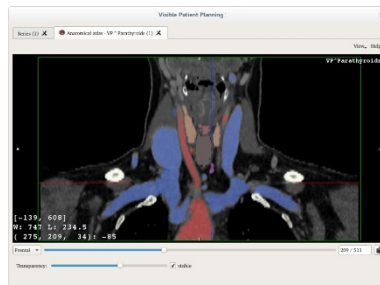 Visible Patient Planning
Series (1) ✗ Anatomical atlas - VP^Parathyroids (1) ✗
View Help
VP^Parathyroids
[-139, 608]
W: 747 L: 234.5
( 275, 209, 34): -85
Frontal 209 / 511
Transparency: visible